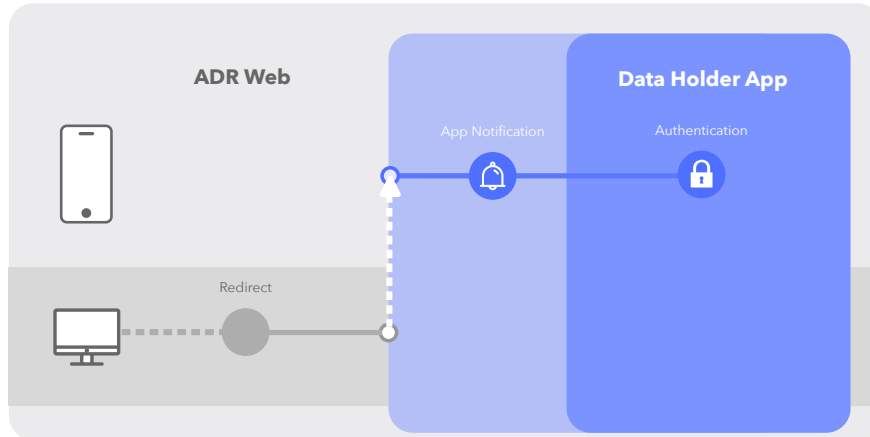 ADR Web
Data Holder App
App Notification
Authentication
Redirect